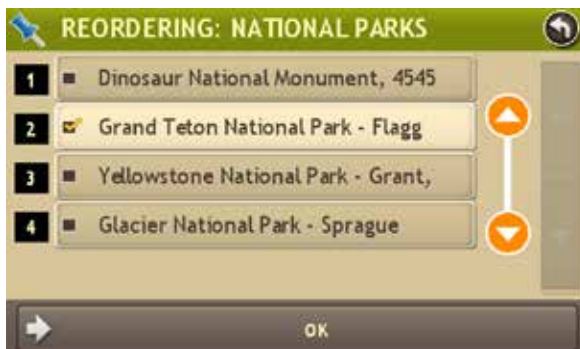 REORDERING: NATIONAL PARKS
1 Dinosaur National Monument, 4545
2 Grand Teton National Park - Flagg
3 Yellowstone National Park - Grant,
4 Glacier National Park - Sprague
OK